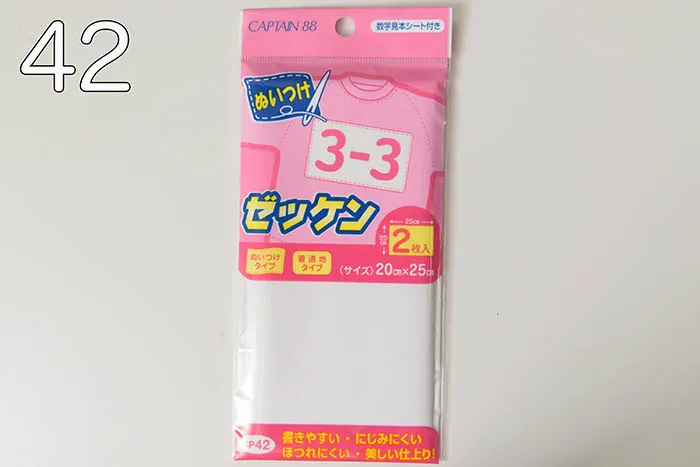 42
CAPTAIN 88
数字見本シート付き
ぬいつけ
3-3
ゼッケン
25cm
20cm
2枚入
ぬいつけ
タイプ
普通地
タイプ
〈サイズ〉20cm×25cm
CP42
書きやすい・にじみにくい
ほつれにくい・美しい仕上り!